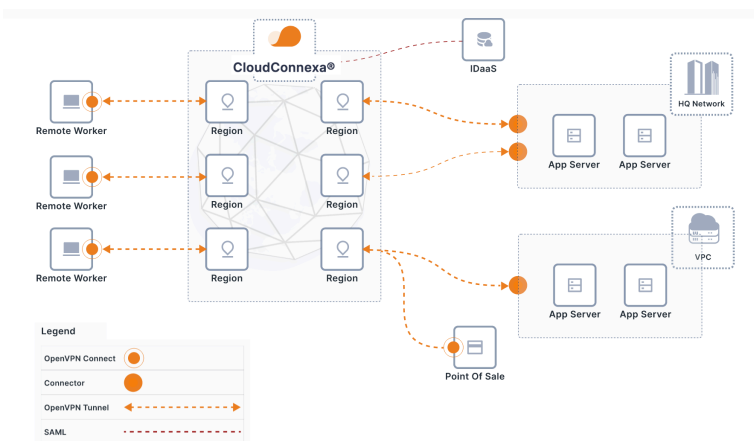 CloudConnexa®
IDaaS
HQ Network
Remote Worker
Region
Region
App Server
App Server
Remote Worker
Region
Region
VPC
Remote Worker
Region
Region
App Server
App Server
Legend
Point Of Sale
OpenVPN Connect
Connector
OpenVPN Tunnel
SAML